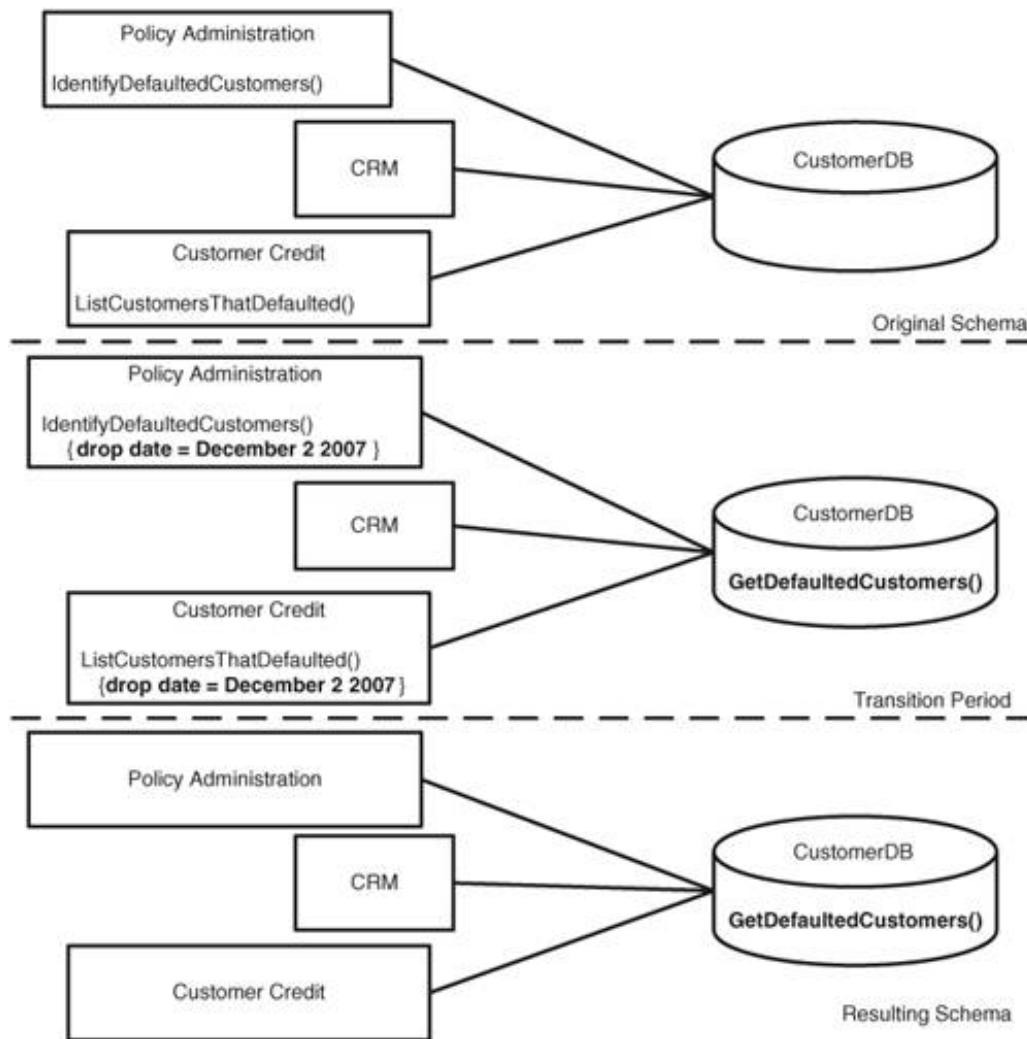 Policy Administration
IdentifyDefaultedCustomers()
CRM
CustomerDB
Customer Credit
ListCustomersThatDefaulted()
Original Schema
Policy Administration
IdentifyDefaultedCustomers()
{drop date = December 2 2007 }
CRM
CustomerDB
GetDefaultedCustomers()
Customer Credit
ListCustomersThatDefaulted()
{drop date = December 2 2007}
Transition Period
Policy Administration
CRM
CustomerDB
GetDefaultedCustomers()
Customer Credit
Resulting Schema